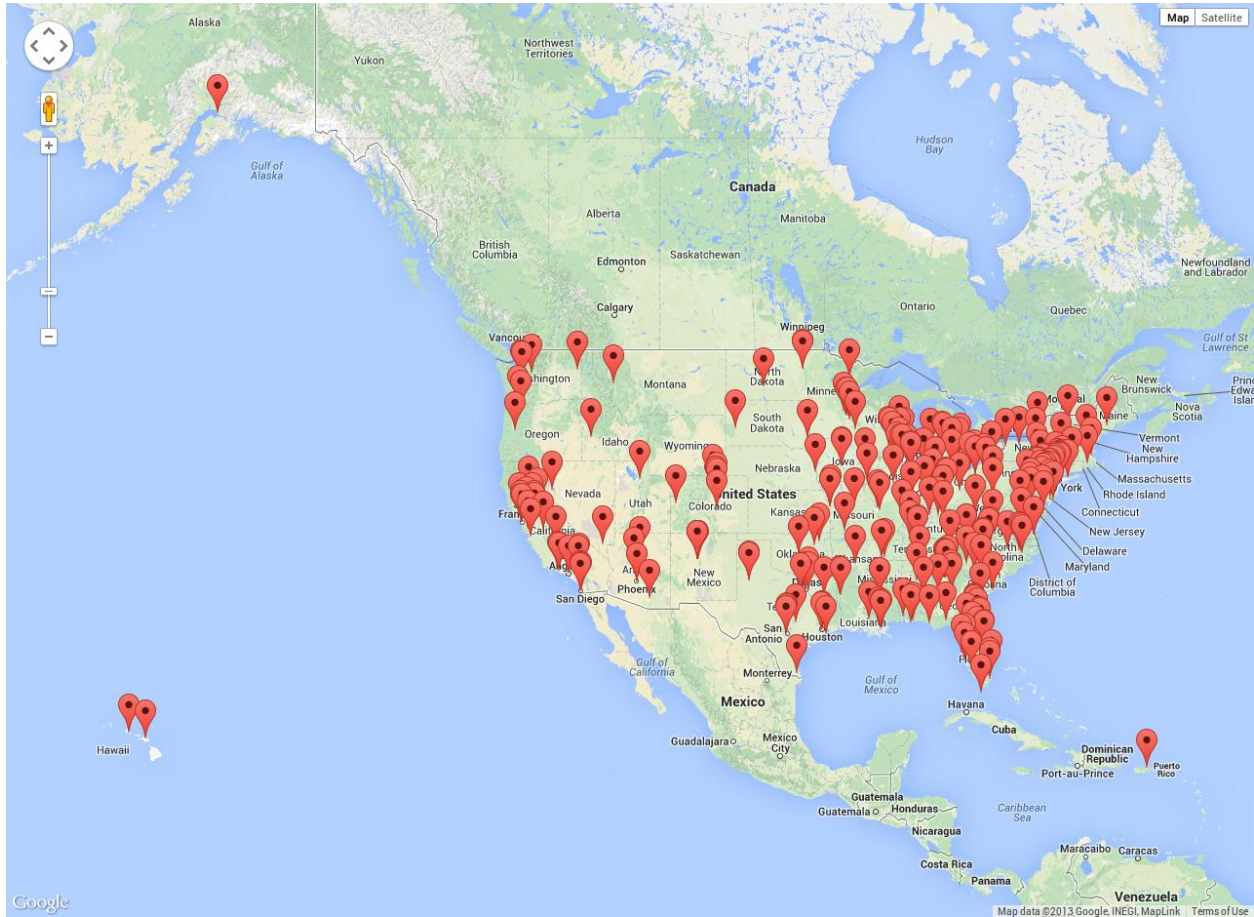 Alaska
Map
Satellite
Northwest
Territories
Yukon
Hudson
Bay
Gulf of
Alaska
Canada
Alberta
Manitoba
British
Columbia
Edmonton
Saskatchewan
Newfoundland
and Labrador
Calgary
Ontario
Quebec
Winnipeg
Gulf of St
Lawrence
North
Dakota
Montana
New
Brunswick
Maine
Nova
Scotia
South
Dakota
Oregon
Idaho
Wyoming
Vermont
New
Hampshire
Iowa
Nebraska
Massachusetts
Nevada
Utah
Colorado
United States
York
Rhode Island
Connecticut
Kansas
New Jersey
California
Delaware
Maryland
New
Mexico
Phoenix
District of
Columbia
San Diego
Louisiana
San
Antonio
Houston
Gulf of
California
Monterrey
Gulf of
Mexico
Mexico
Havana
Cuba
Hawaii
Guadalajara
Mexico
City
Dominican
Republic
Puerto
Rico
Port-au-Prince
Guatemala
Guatemala
Honduras
Caribbean
Sea
Nicaragua
Maracaibo
Caracas
Costa Rica
Panama
Venezuela
Google
Map data ©2013 Google, INEGI, MapLink
Terms of Use